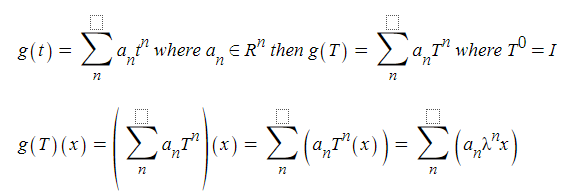 g(t) = ∑_n^□ a_n t^n where a_n ∈ R^n then g(T) = ∑_n^□ a_n T^n where T^0 = I
g(T)(x) = (∑_n^□ a_n T^n)(x) = ∑_n^□ (a_n T^n(x)) = ∑_n^□ (a_n λ^n x)